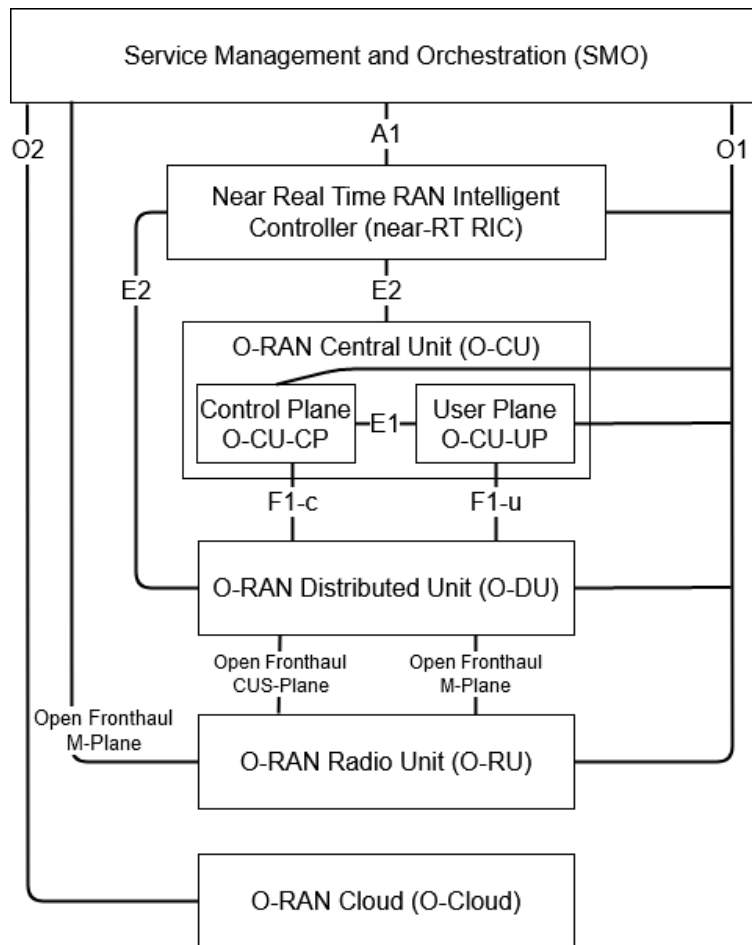 Service Management and Orchestration (SMO)
O2
A1
O1
Near Real Time RAN Intelligent
Controller (near-RT RIC)
E2
E2
O-RAN Central Unit (O-CU)
Control Plane
O-CU-CP
E1
User Plane
O-CU-UP
F1-c
F1-u
O-RAN Distributed Unit (O-DU)
Open Fronthaul
CUS-Plane
Open Fronthaul
M-Plane
Open Fronthaul
M-Plane
O-RAN Radio Unit (O-RU)
O-RAN Cloud (O-Cloud)